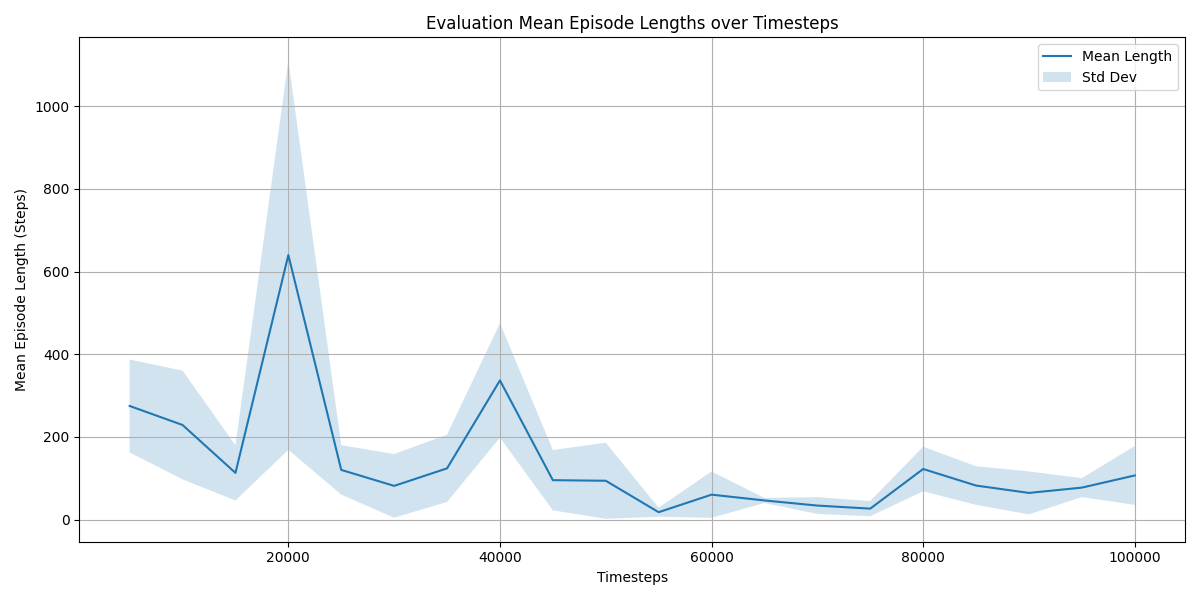 Evaluation Mean Episode Lengths over Timesteps
Mean Length
Std Dev
Mean Episode Length (Steps)
1000
800
600
400
200
0
20000
40000
60000
80000
100000
Timesteps